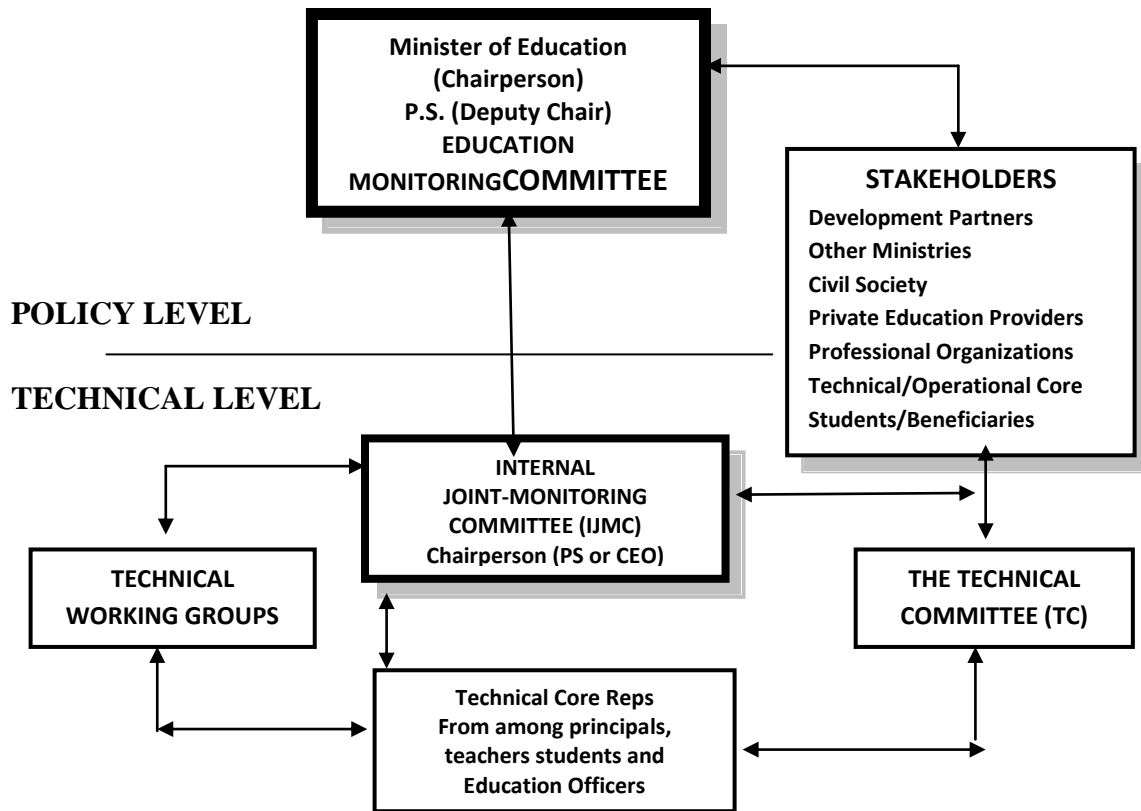 Minister of Education
(Chairperson)
P.S. (Deputy Chair)
EDUCATION
MONITORINGCOMMITTEE
STAKEHOLDERS
Development Partners
Other Ministries
Civil Society
Private Education Providers
Professional Organizations
Technical/Operational Core
Students/Beneficiaries
POLICY LEVEL
TECHNICAL LEVEL
INTERNAL
JOINT-MONITORING
COMMITTEE (IJMC)
Chairperson (PS or CEO)
TECHNICAL
WORKING GROUPS
THE TECHNICAL
COMMITTEE (TC)
Technical Core Reps
From among principals,
teachers students and
Education Officers